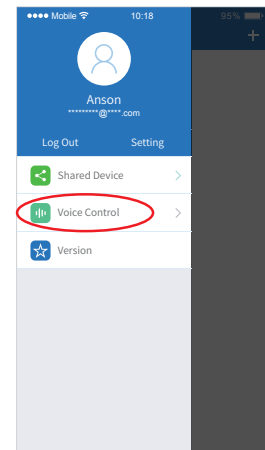 Mobile 10:18 95%
+
Anson
*********@****.com
Log Out Setting
Shared Device
Voice Control
Version